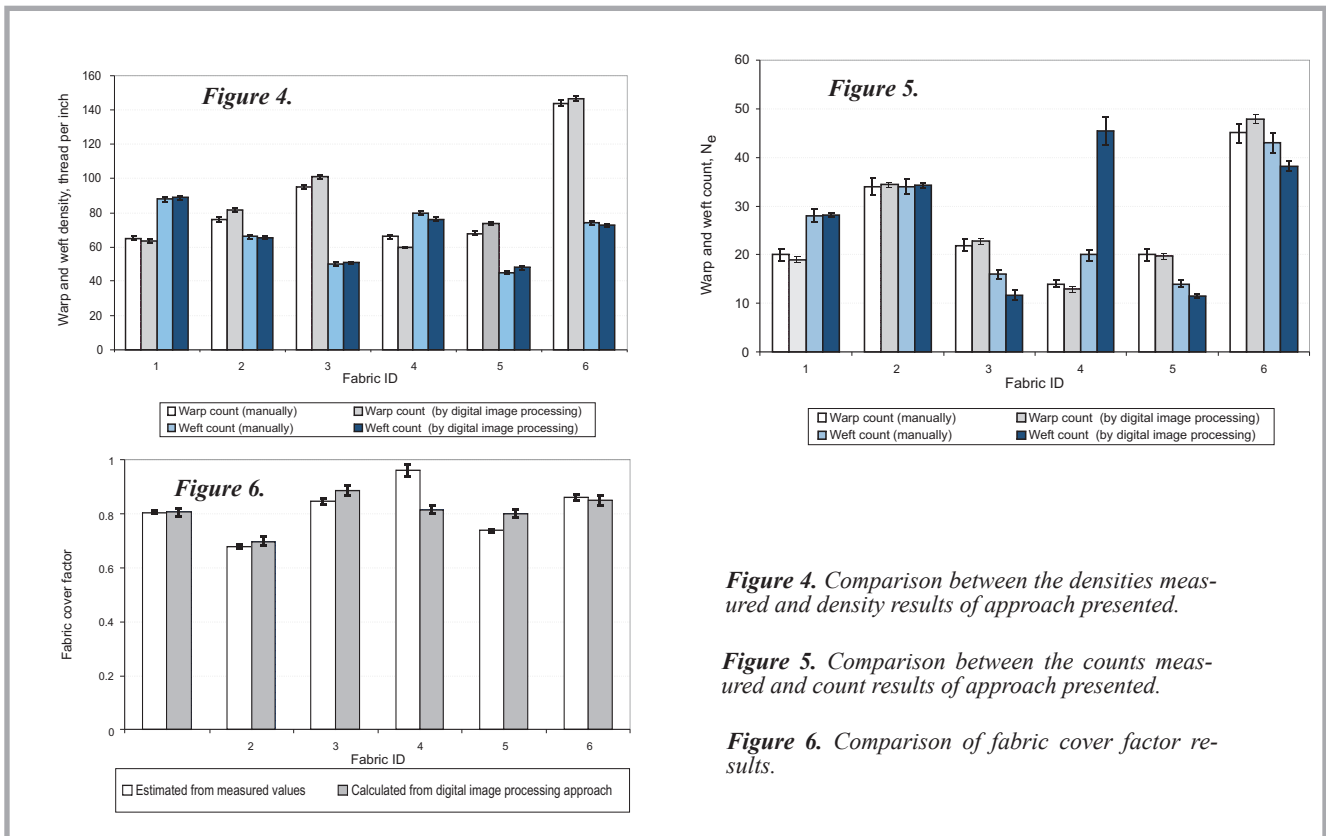 Figure 4.
Warp and weft density, thread per inch
160
140
120
100
80
60
40
20
0
1 2 3 4 5 6
Fabric ID
Warp count (manually) Warp count (by digital image processing)
Weft count (manually) Weft count (by digital image processing)
Figure 5.
Warp and weft count, Ne
60
50
40
30
20
10
0
1 2 3 4 5 6
Fabric ID
Warp count (manually) Warp count (by digital image processing)
Weft count (manually) Weft count (by digital image processing)
Figure 6.
Fabric cover factor
1
0.8
0.6
0.4
0.2
0
2 3 4 5 6
Fabric ID
Estimated from measured values Calculated from digital image processing approach
Figure 4. Comparison between the densities meas-
ured and density results of approach presented.
Figure 5. Comparison between the counts meas-
ured and count results of approach presented.
Figure 6. Comparison of fabric cover factor re-
sults.